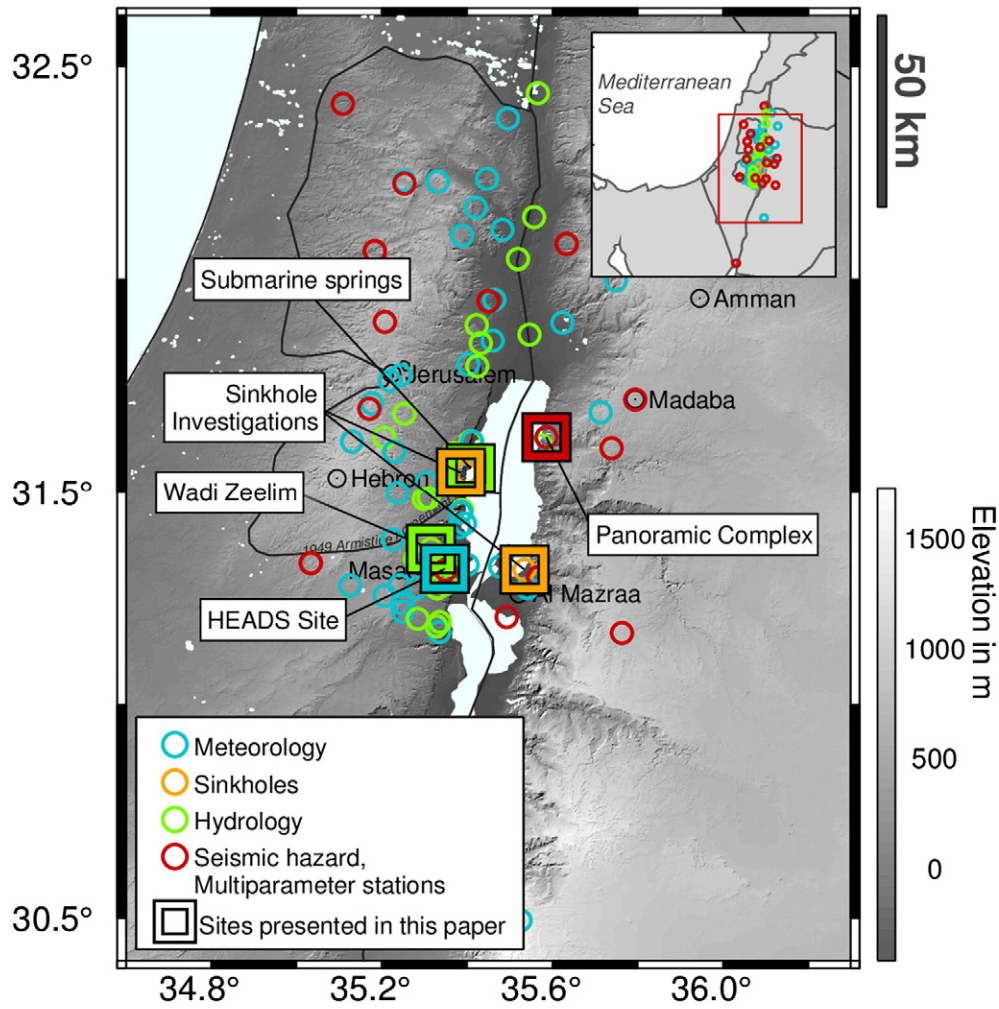 32.5°
50 km
Mediterranean
Sea
Submarine springs
Amman
Jerusalem
Sinkhole
Investigations
Madaba
Hebron
31.5°
Wadi Zeelim
Panoramic Complex
1949 Armistice
Masa
Al Mazraa
HEADS Site
Elevation in m
1500
1000
500
0
Meteorology
Sinkholes
Hydrology
Seismic hazard,
Multiparameter stations
Sites presented in this paper
30.5°
34.8°
35.2°
35.6°
36.0°